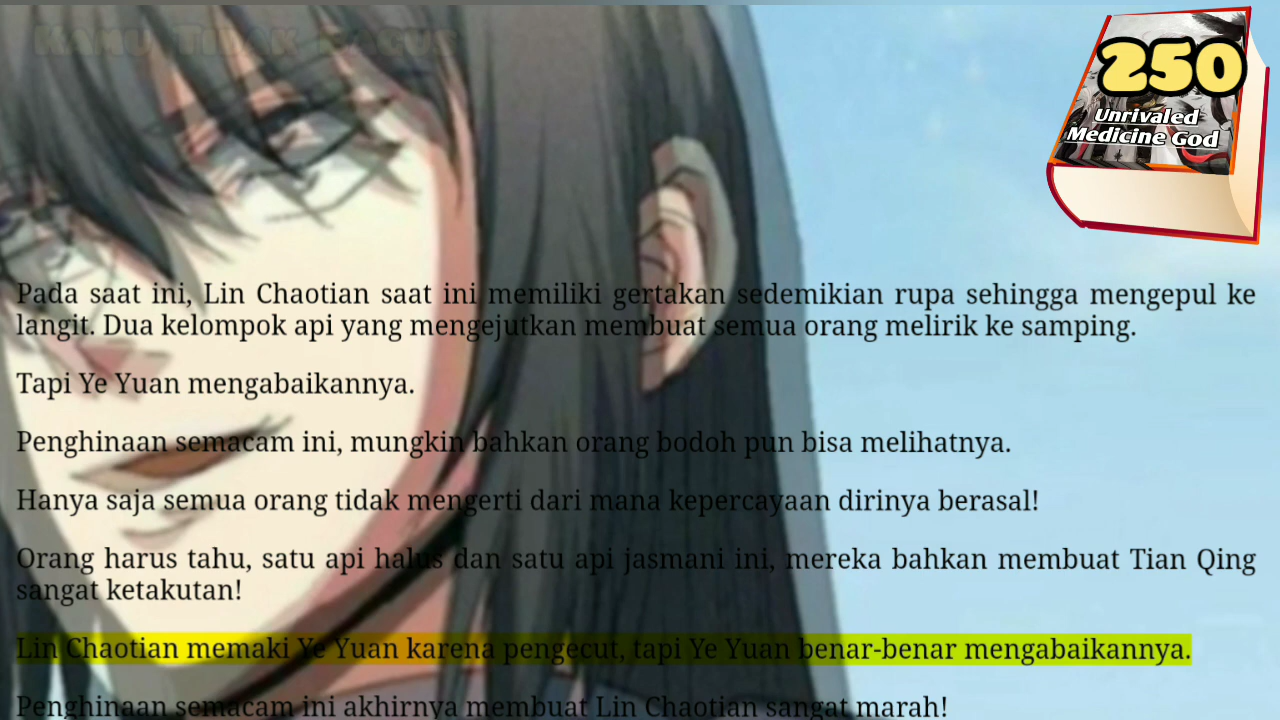 KAMU TIDAK BAGUS
250
Unrivaled
Medicine God
Pada saat ini, Lin Chaotian saat ini memiliki gertakan sedemikian rupa sehingga mengepul ke
langit. Dua kelompok api yang mengejutkan membuat semua orang melirik ke samping.
Tapi Ye Yuan mengabaikannya.
Penghinaan semacam ini, mungkin bahkan orang bodoh pun bisa melihatnya.
Hanya saja semua orang tidak mengerti dari mana kepercayaan dirinya berasal!
Orang harus tahu, satu api halus dan satu api jasmani ini, mereka bahkan membuat Tian Qing
sangat ketakutan!
Lin Chaotian memaki Ye Yuan karena pengecut, tapi Ye Yuan benar-benar mengabaikannya.
Penghinaan semacam ini akhirnya membuat Lin Chaotian sangat marah!